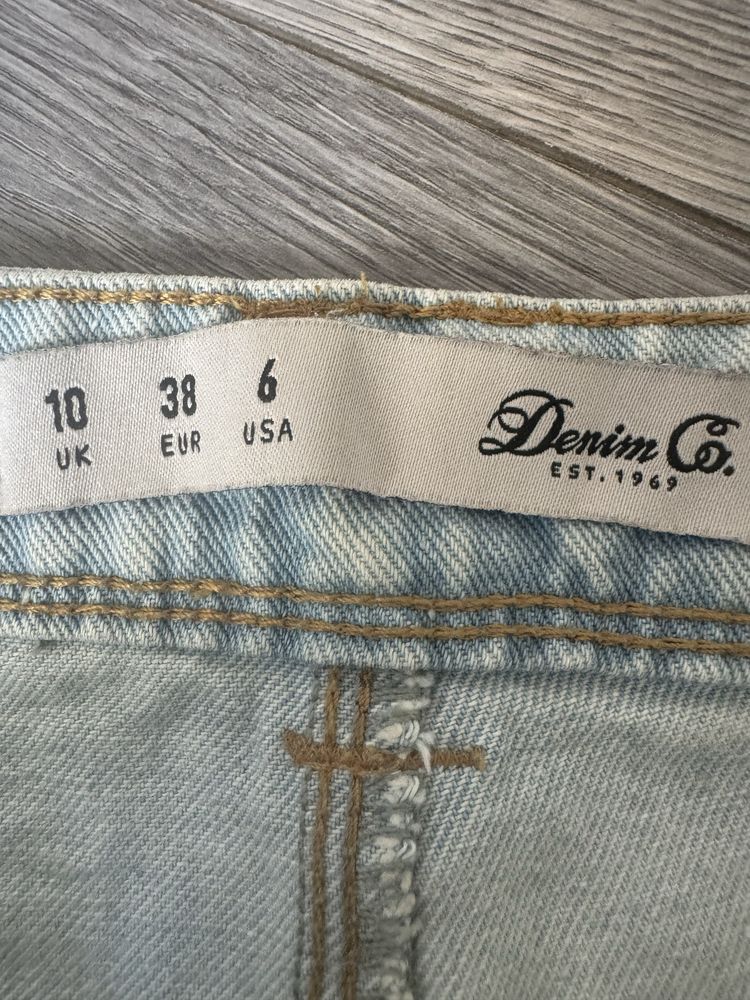 10 38 6
UK EUR USA
Denim Co.
EST. 1969